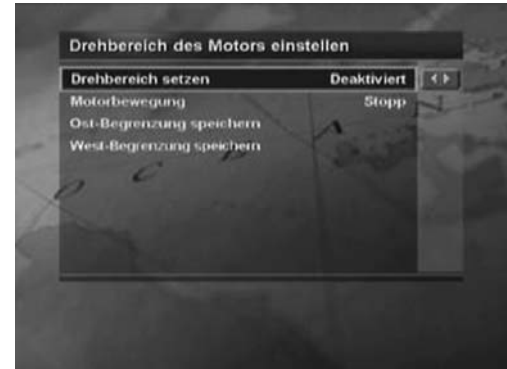 Drehbereich des Motors einstellen
Drehbereich setzen Deaktiviert
Motorbewegung Stopp
Ost-Begrenzung speichern
West-Begrenzung speichern